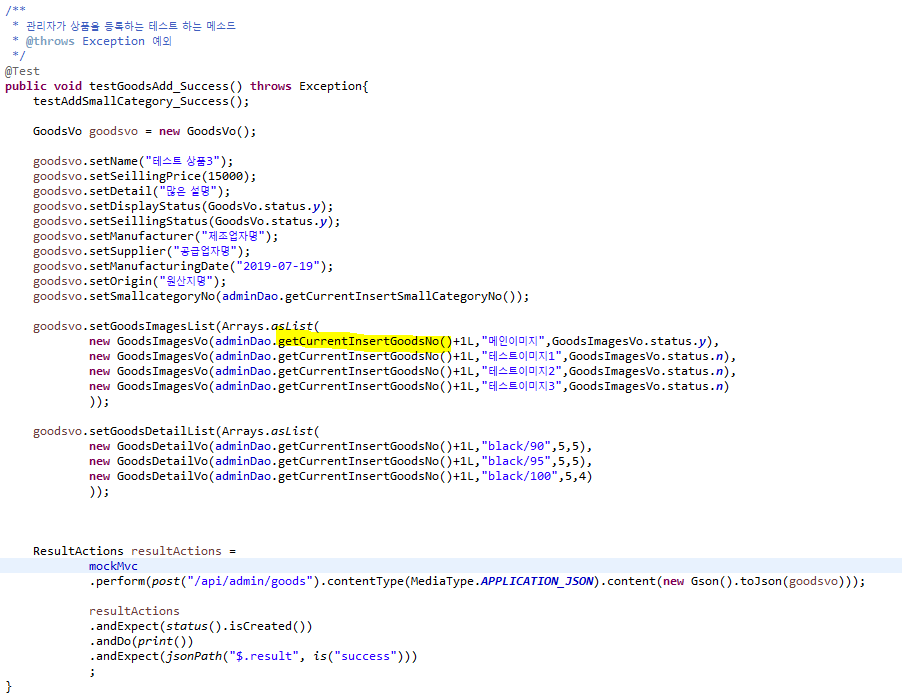 /**
 * 관리자가 상품을 등록하는 테스트 하는 메소드
 * @throws Exception 예외
 */
@Test
public void testGoodsAdd_Success() throws Exception{
    testAddSmallCategory_Success();

    GoodsVo goodsvo = new GoodsVo();

    goodsvo.setName("테스트 상품3");
    goodsvo.setSeillingPrice(15000);
    goodsvo.setDetail("많은 설명");
    goodsvo.setDisplayStatus(GoodsVo.status.y);
    goodsvo.setSeillingStatus(GoodsVo.status.y);
    goodsvo.setManufacturer("제조업자명");
    goodsvo.setSupplier("공급업자명");
    goodsvo.setManufacturingDate("2019-07-19");
    goodsvo.setOrigin("원산지명");
    goodsvo.setSmallcategoryNo(adminDao.getCurrentInsertSmallCategoryNo());

    goodsvo.setGoodsImagesList(Arrays.asList(
            new GoodsImagesVo(adminDao.getCurrentInsertGoodsNo()+1L,"메인이미지",GoodsImagesVo.status.y),
            new GoodsImagesVo(adminDao.getCurrentInsertGoodsNo()+1L,"테스트이미지1",GoodsImagesVo.status.n),
            new GoodsImagesVo(adminDao.getCurrentInsertGoodsNo()+1L,"테스트이미지2",GoodsImagesVo.status.n),
            new GoodsImagesVo(adminDao.getCurrentInsertGoodsNo()+1L,"테스트이미지3",GoodsImagesVo.status.n)
            ));

    goodsvo.setGoodsDetailList(Arrays.asList(
            new GoodsDetailVo(adminDao.getCurrentInsertGoodsNo()+1L,"black/90",5,5),
            new GoodsDetailVo(adminDao.getCurrentInsertGoodsNo()+1L,"black/95",5,5),
            new GoodsDetailVo(adminDao.getCurrentInsertGoodsNo()+1L,"black/100",5,4)
            ));

    ResultActions resultActions =
            mockMvc
            .perform(post("/api/admin/goods").contentType(MediaType.APPLICATION_JSON).content(new Gson().toJson(goodsvo)));

            resultActions
            .andExpect(status().isCreated())
            .andDo(print())
            .andExpect(jsonPath("$.result", is("success")))
            ;
}